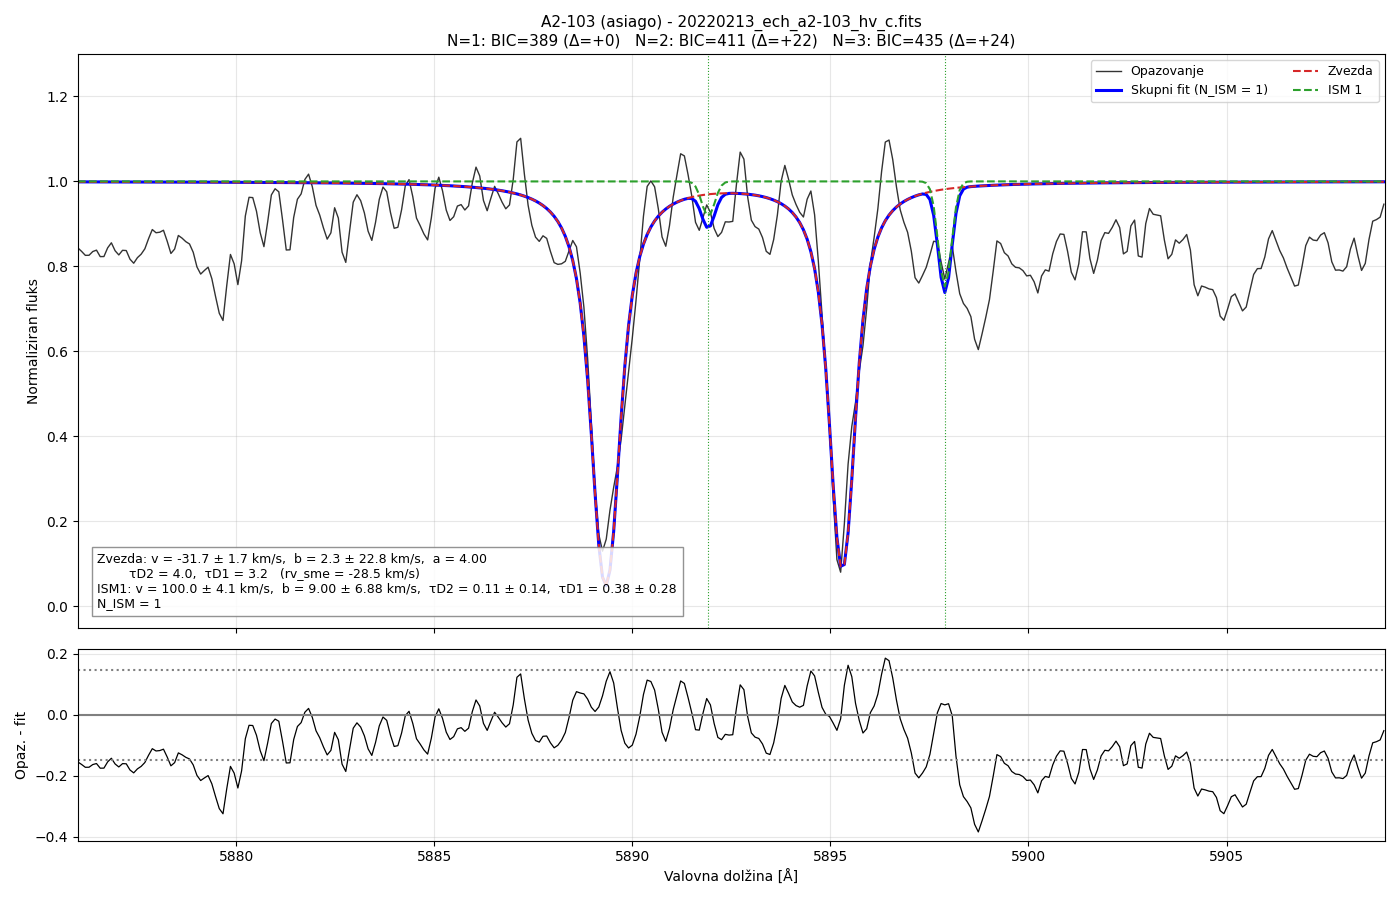 A2-103 (asiago) - 20220213_ech_a2-103_hv_c.fits
N=1: BIC=389 (Δ=+0)   N=2: BIC=411 (Δ=+22)   N=3: BIC=435 (Δ=+24)
Opazovanje
Skupni fit (N_ISM = 1)
Zvezda
ISM 1
Normaliziran fluks
1.2
1.0
0.8
0.6
0.4
0.2
0.0
Zvezda: v = -31.7 ± 1.7 km/s,  b = 2.3 ± 22.8 km/s,  a = 4.00
τD2 = 4.0,  τD1 = 3.2   (rv_sme = -28.5 km/s)
ISM1: v = 100.0 ± 4.1 km/s,  b = 9.00 ± 6.88 km/s,  τD2 = 0.11 ± 0.14,  τD1 = 0.38 ± 0.28
N_ISM = 1
Opaz. - fit
0.2
0.0
−0.2
−0.4
5880
5885
5890
5895
5900
5905
Valovna dolžina [Å]